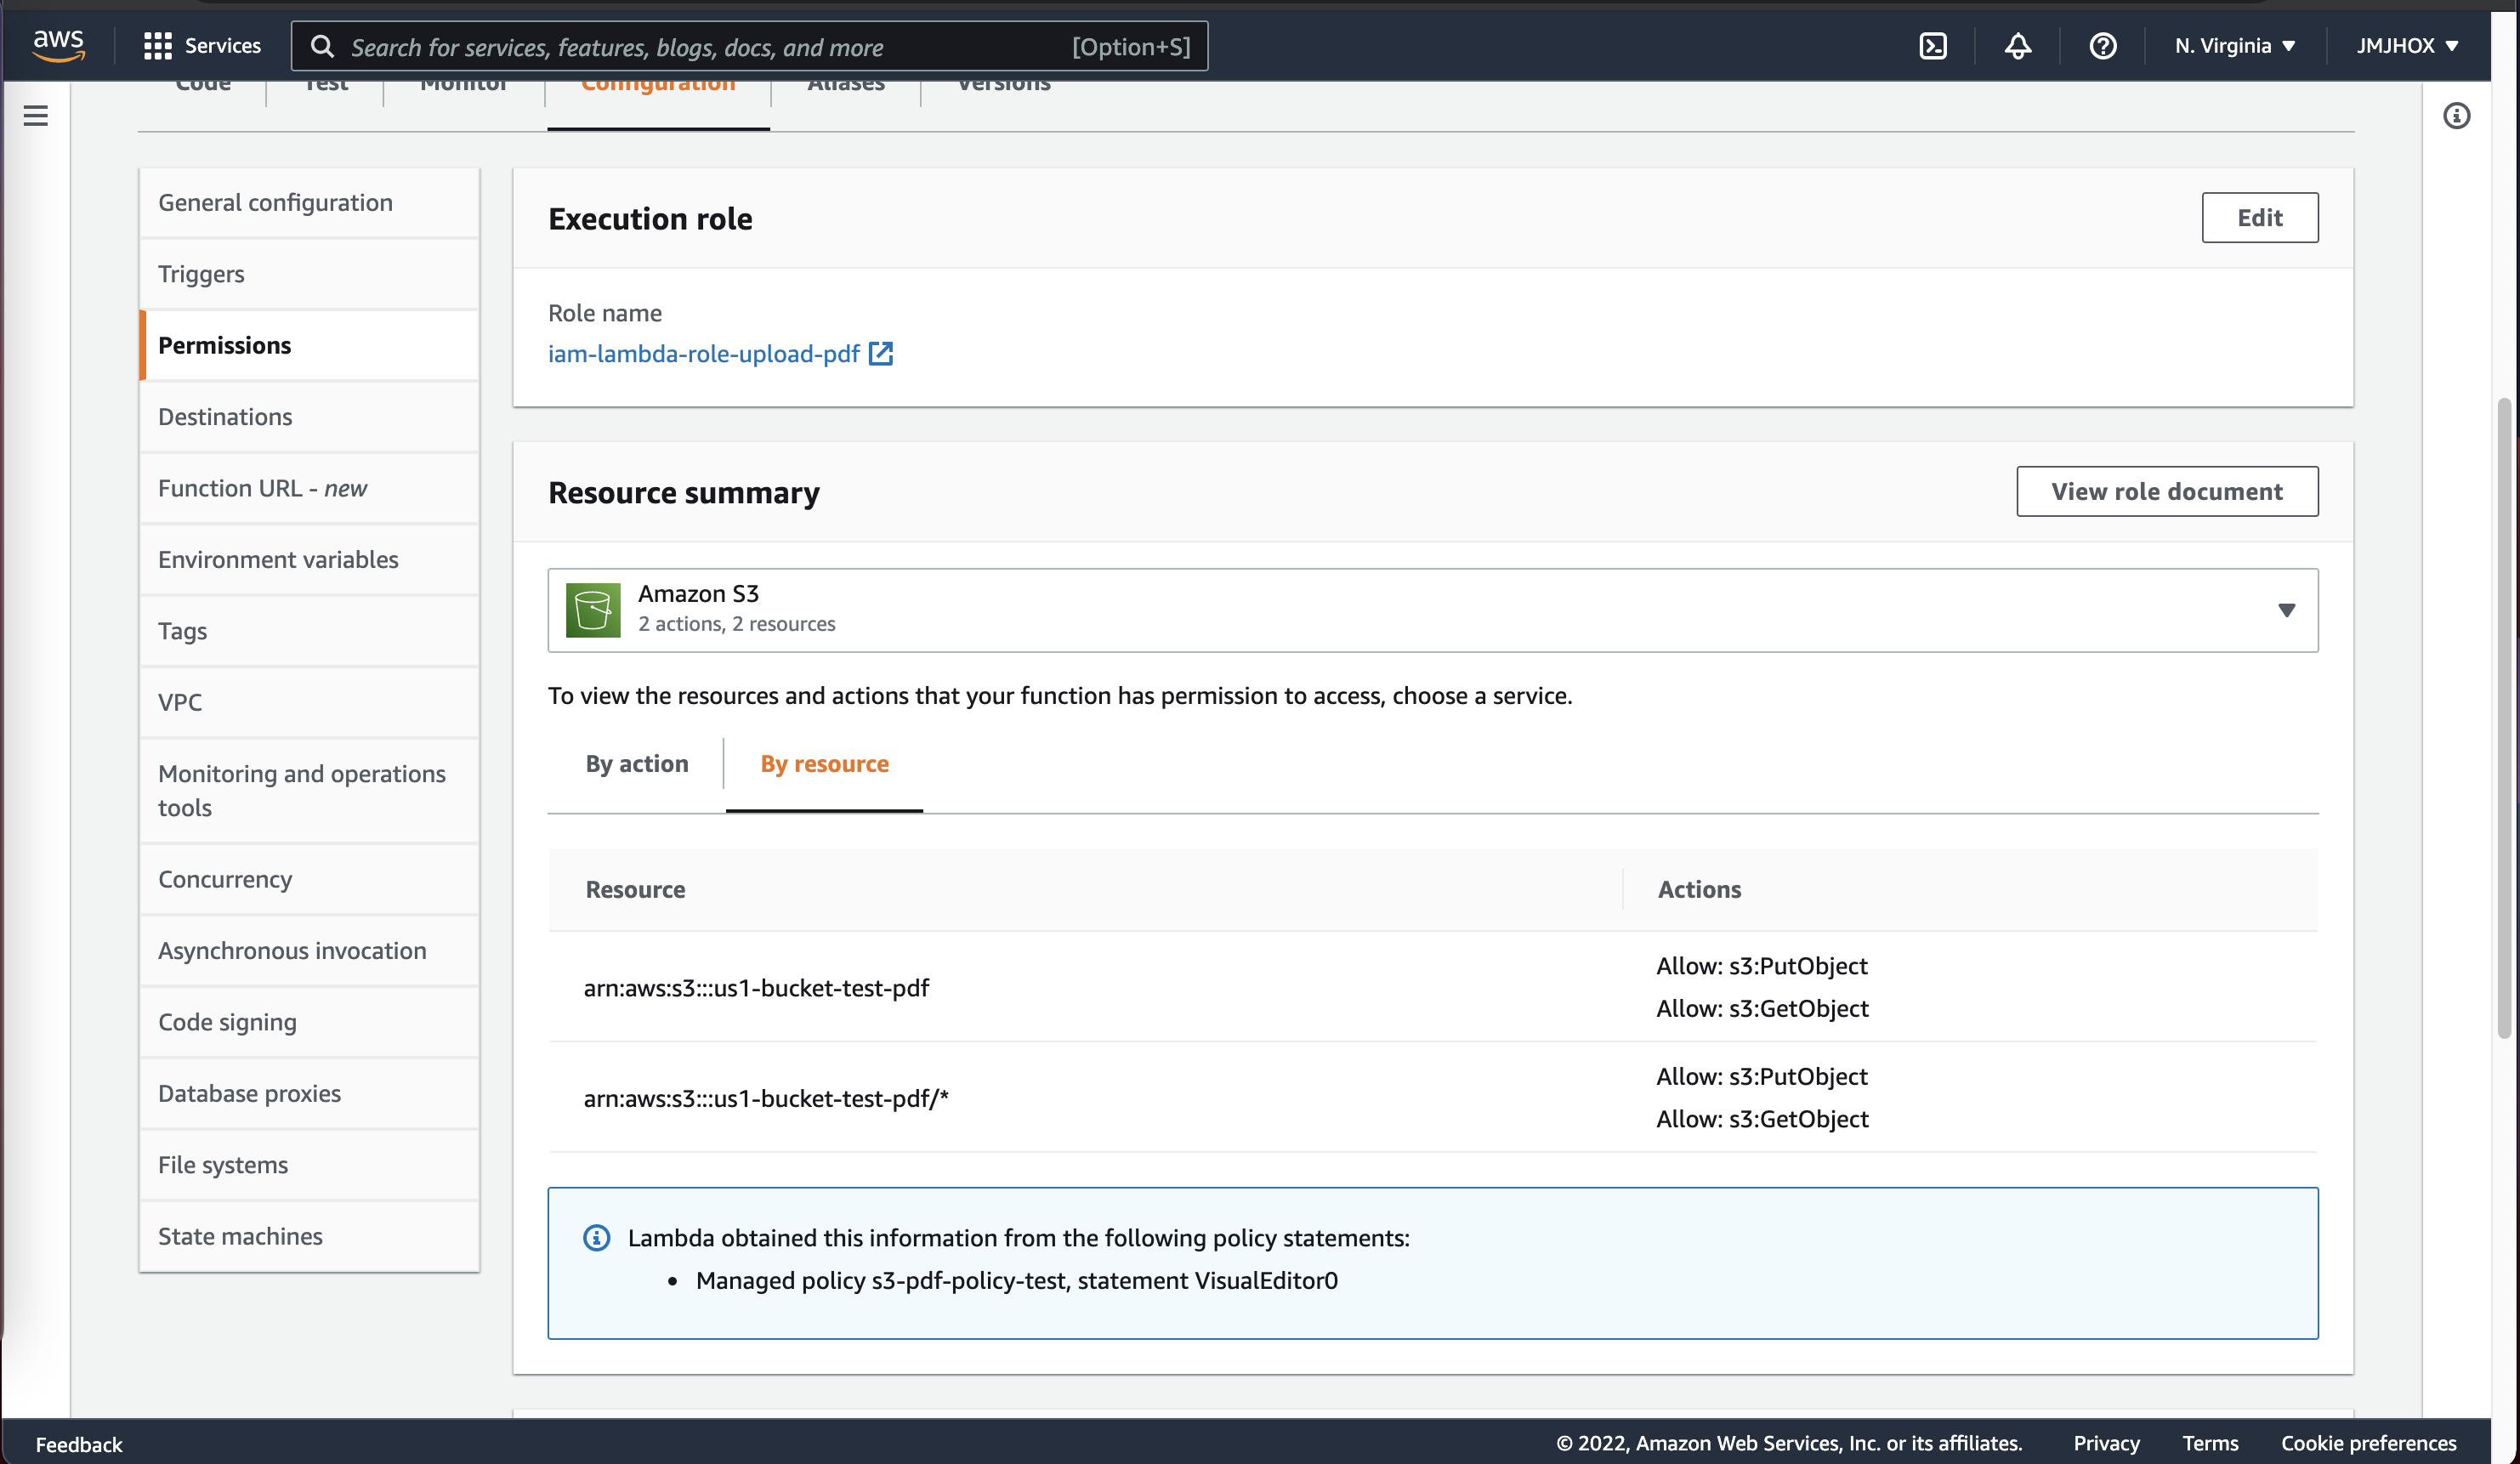 aws
Services
Search for services, features, blogs, docs, and more
[Option+S]
N. Virginia
JMJHOX
Code
Test
Monitor
Configuration
Aliases
Versions
General configuration
Triggers
Permissions
Destinations
Function URL - new
Environment variables
Tags
VPC
Monitoring and operations
tools
Concurrency
Asynchronous invocation
Code signing
Database proxies
File systems
State machines
Execution role
Edit
Role name
iam-lambda-role-upload-pdf
Resource summary
View role document
Amazon S3
2 actions, 2 resources
To view the resources and actions that your function has permission to access, choose a service.
By action
By resource
Resource
Actions
arn:aws:s3:::us1-bucket-test-pdf
Allow: s3:PutObject
Allow: s3:GetObject
arn:aws:s3:::us1-bucket-test-pdf/*
Allow: s3:PutObject
Allow: s3:GetObject
Lambda obtained this information from the following policy statements:
• Managed policy s3-pdf-policy-test, statement VisualEditor0
Feedback
© 2022, Amazon Web Services, Inc. or its affiliates.
Privacy
Terms
Cookie preferences